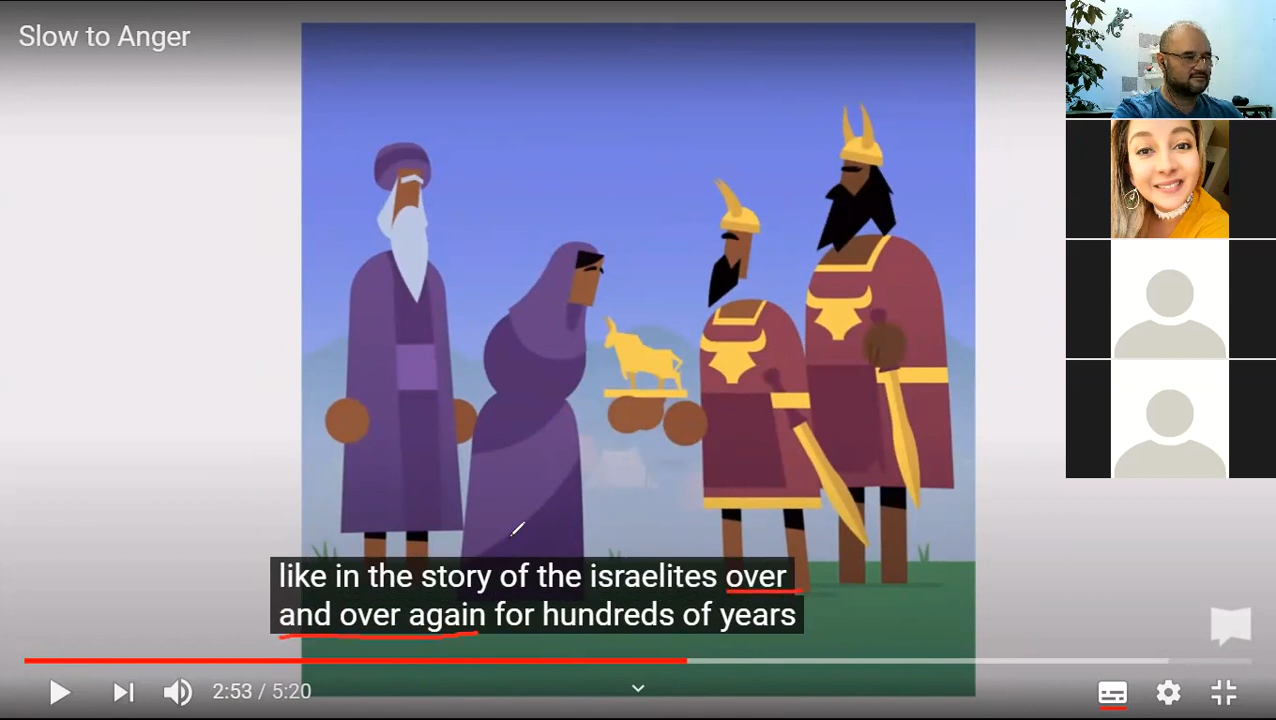 Slow to Anger
like in the story of the israelites over
and over again for hundreds of years
2:53 / 5:20